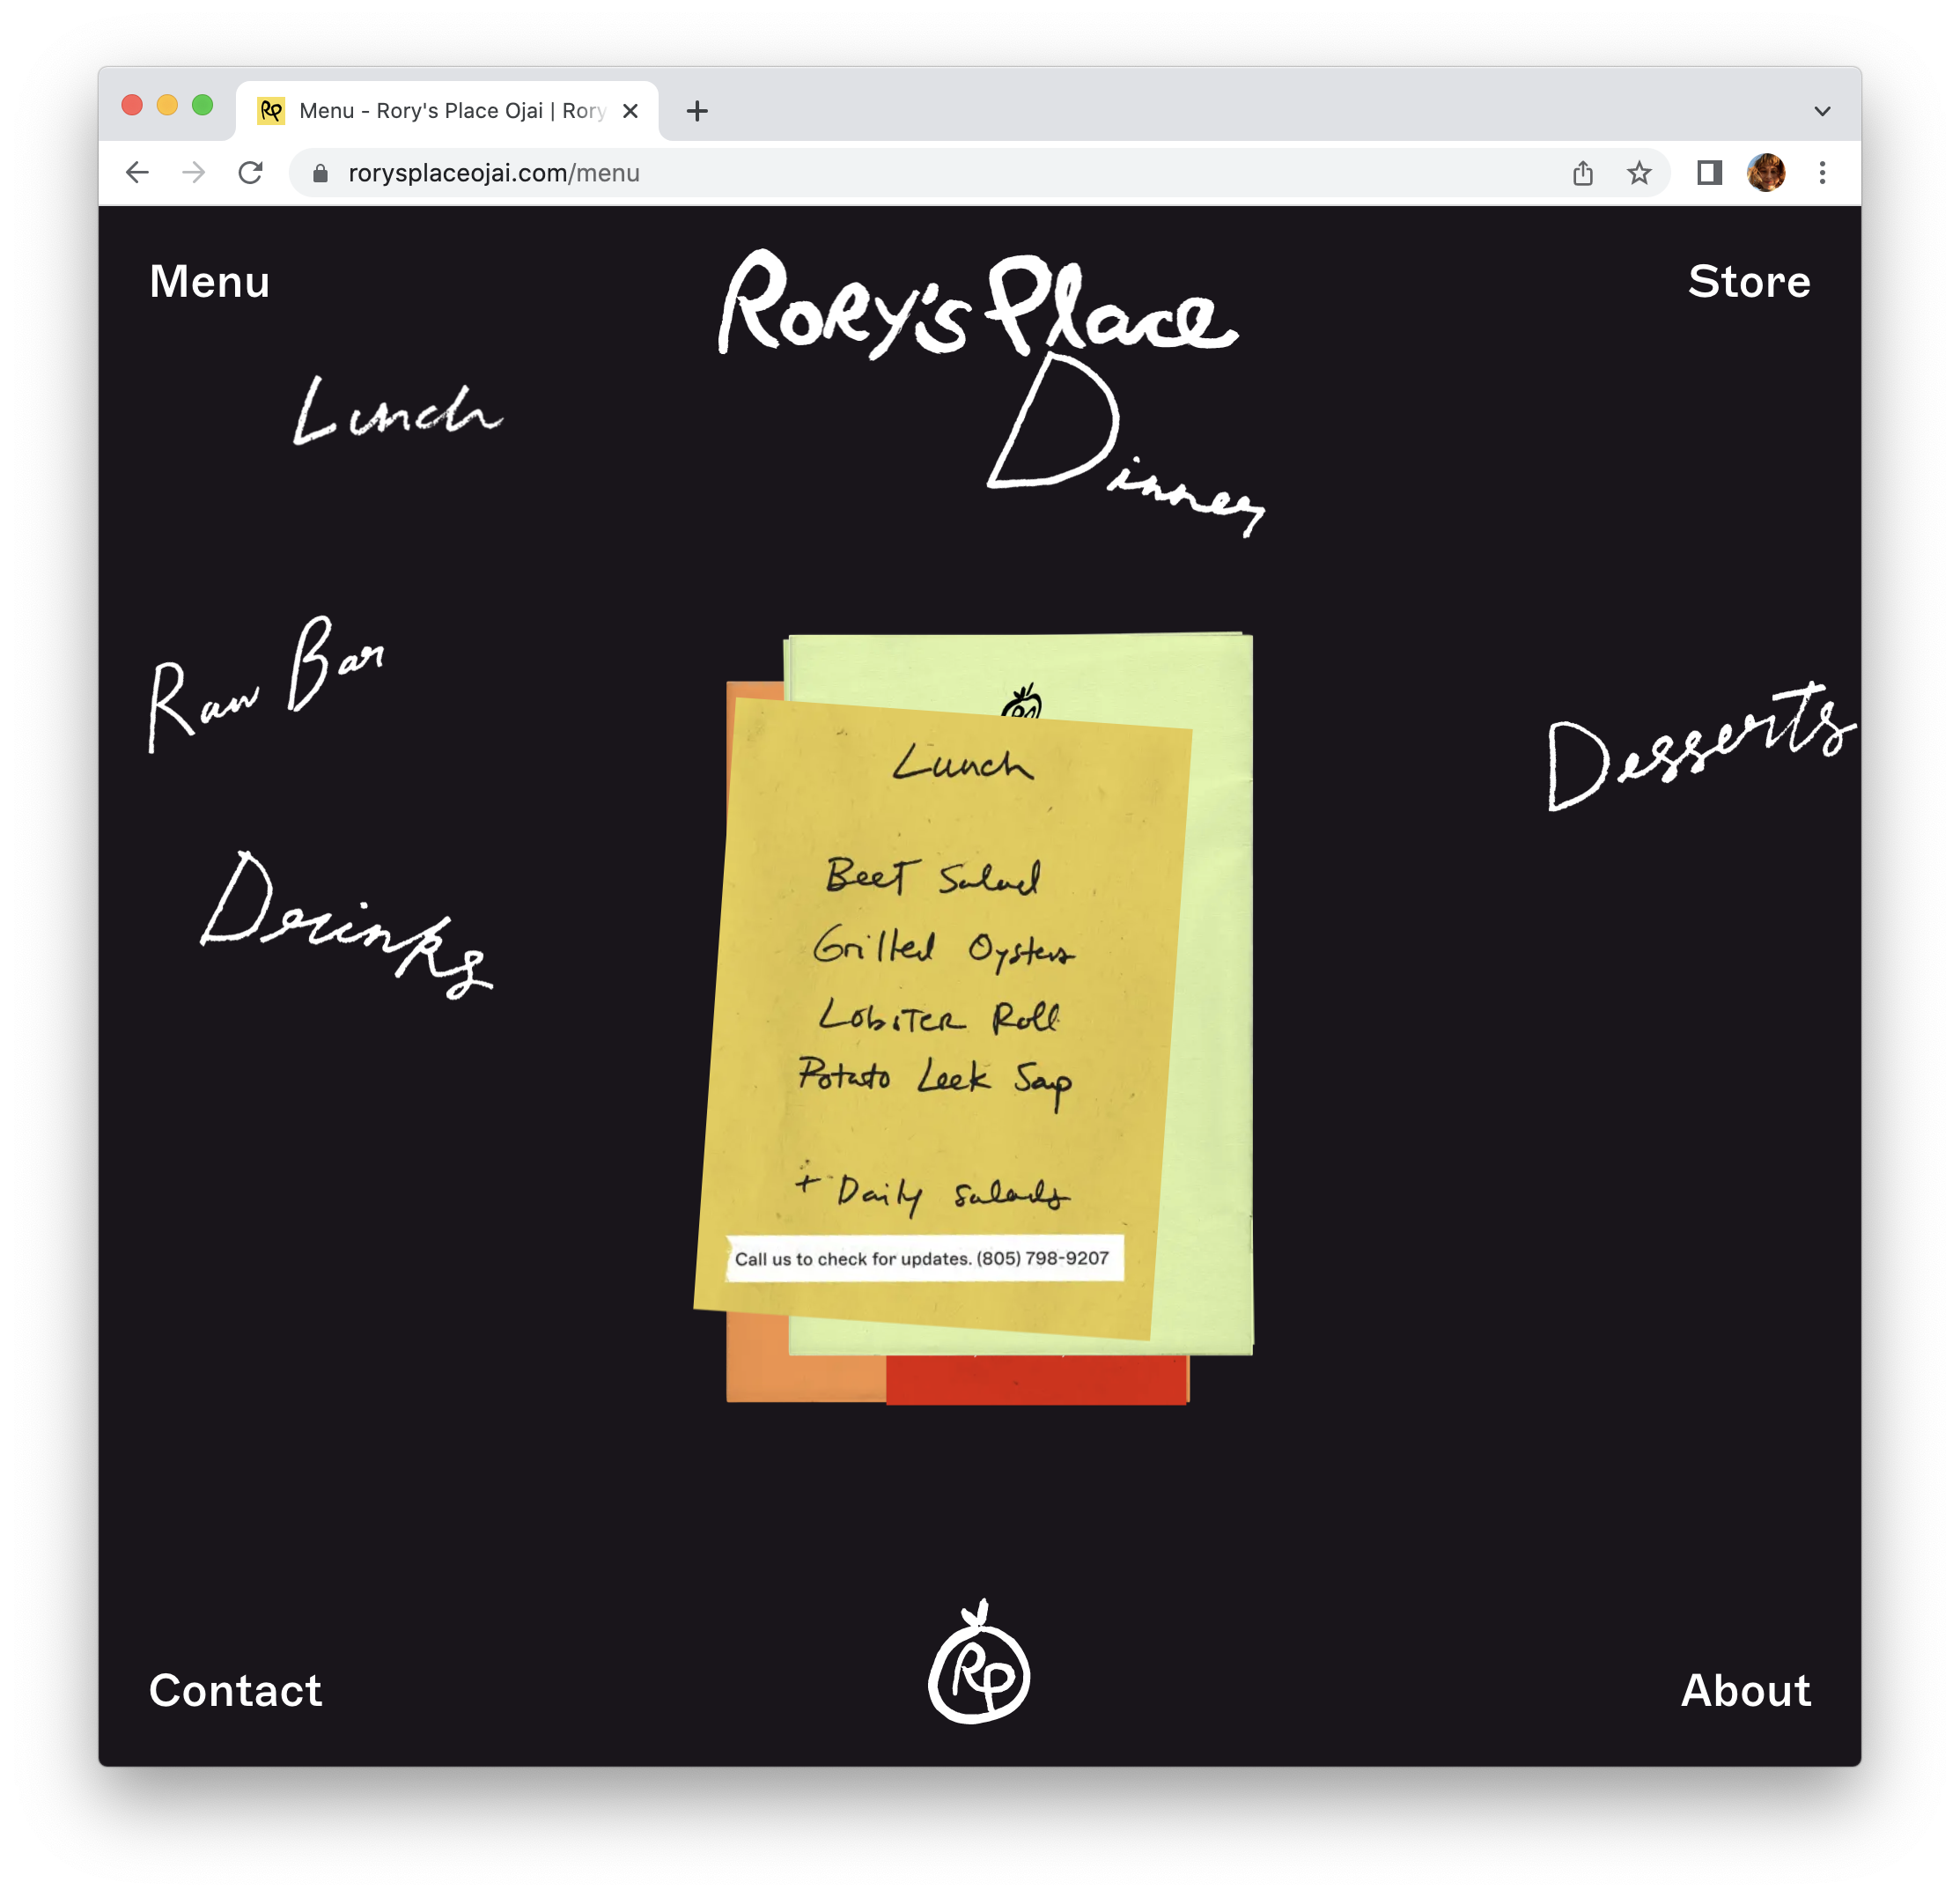 Menu - Rory's Place Ojai | Rory
rorysplaceojai.com/menu
Menu
Rory's Place
Store
Lunch
Dinner
Raw Bar
Desserts
Drinks
Lunch
Beet Salad
Grilled Oysters
Lobster Roll
Potato Leek Soup
+ Daily Salads
Call us to check for updates. (805) 798-9207
Contact
RP
About